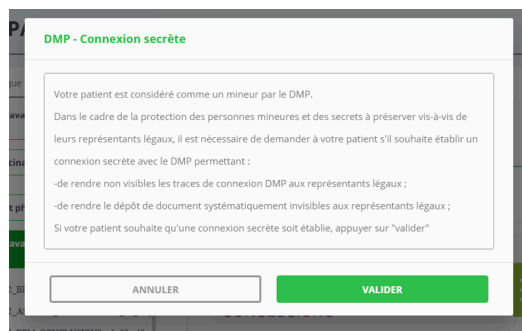 DMP - Connexion secrète
Votre patient est considéré comme un mineur par le DMP.
Dans le cadre de la protection des personnes mineures et des secrets à préserver vis-à-vis de
leurs représentants légaux, il est nécessaire de demander à votre patient s'il souhaite établir un
connexion secrète avec le DMP permettant :
-de rendre non visibles les traces de connexion DMP aux représentants légaux ;
-de rendre le dépôt de document systématiquement invisibles aux représentants légaux ;
Si votre patient souhaite qu'une connexion secrète soit établie, appuyer sur "valider"
ANNULER
VALIDER